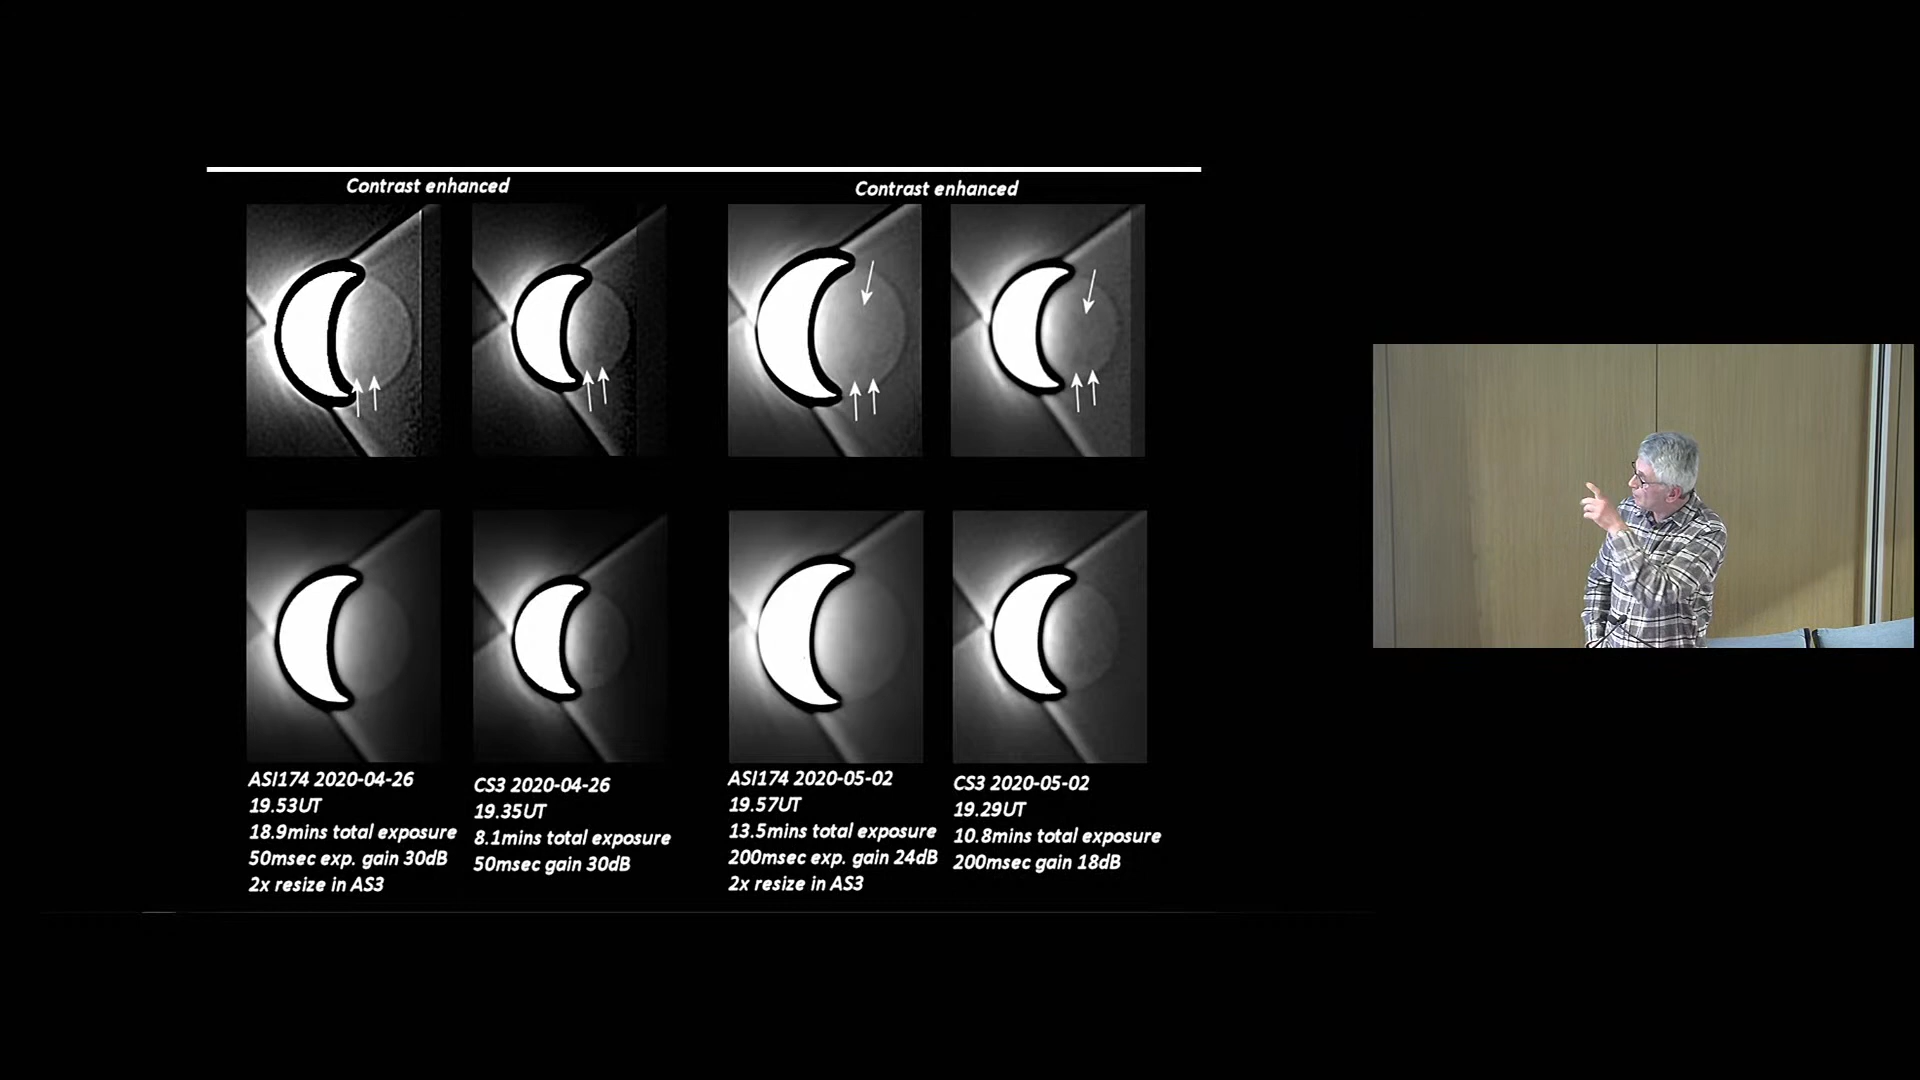 Contrast enhanced
Contrast enhanced
ASI174 2020-04-26
19.53UT
18.9mins total exposure
50msec exp. gain 30dB
2x resize in AS3
CS3 2020-04-26
19.35UT
8.1mins total exposure
50msec gain 30dB
ASI174 2020-05-02
19.57UT
13.5mins total exposure
200msec exp. gain 24dB
2x resize in AS3
CS3 2020-05-02
19.29UT
10.8mins total exposure
200msec gain 18dB